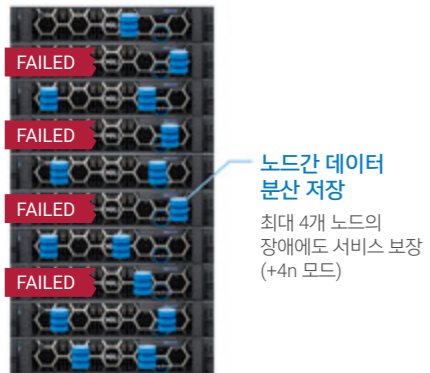 FAILED
FAILED
FAILED
FAILED
노드간 데이터
분산 저장
최대 4개 노드의
장애에도 서비스 보장
(+4n 모드)